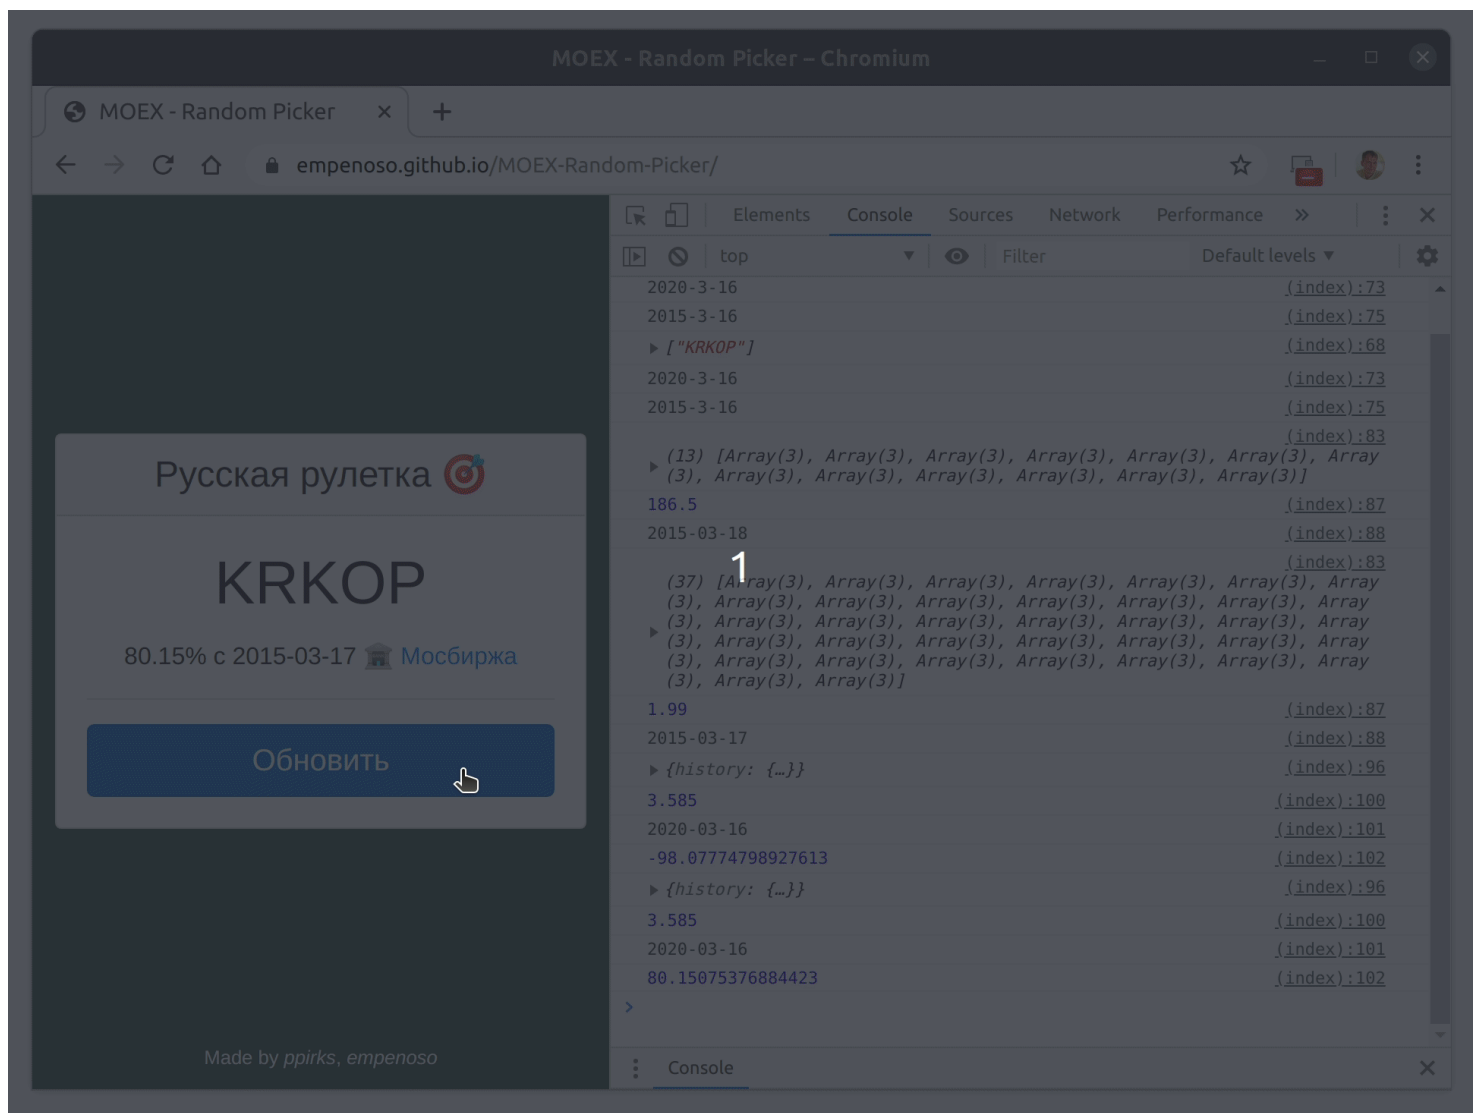 MOEX - Random Picker – Chromium
MOEX - Random Picker
empenoso.github.io/MOEX-Random-Picker/
Русская рулетка
KRKOP
80.15% с 2015-03-17 Мосбиржа
Обновить
Made by ppirks, empenoso
Elements Console Sources Network Performance »
top Filter Default levels
2020-3-16 (index):73
2015-3-16 (index):75
["KRKOP"] (index):68
2020-3-16 (index):73
2015-3-16 (index):75
(index):83
(13) [Array(3), Array(3), Array(3), Array(3), Array(3), Array(3), Array
(3), Array(3), Array(3), Array(3), Array(3), Array(3), Array(3)]
186.5 (index):87
2015-03-18 (index):88
1
(index):83
(37) [Array(3), Array(3), Array(3), Array(3), Array(3), Array(3), Array
(3), Array(3), Array(3), Array(3), Array(3), Array(3), Array
(3), Array(3), Array(3), Array(3), Array(3), Array(3), Array
(3), Array(3), Array(3), Array(3), Array(3), Array(3), Array
(3), Array(3), Array(3), Array(3), Array(3), Array(3), Array
(3), Array(3), Array(3)]
1.99 (index):87
2015-03-17 (index):88
{history: {…}} (index):96
3.585 (index):100
2020-03-16 (index):101
-98.07774798927613 (index):102
{history: {…}} (index):96
3.585 (index):100
2020-03-16 (index):101
80.15075376884423 (index):102
Console